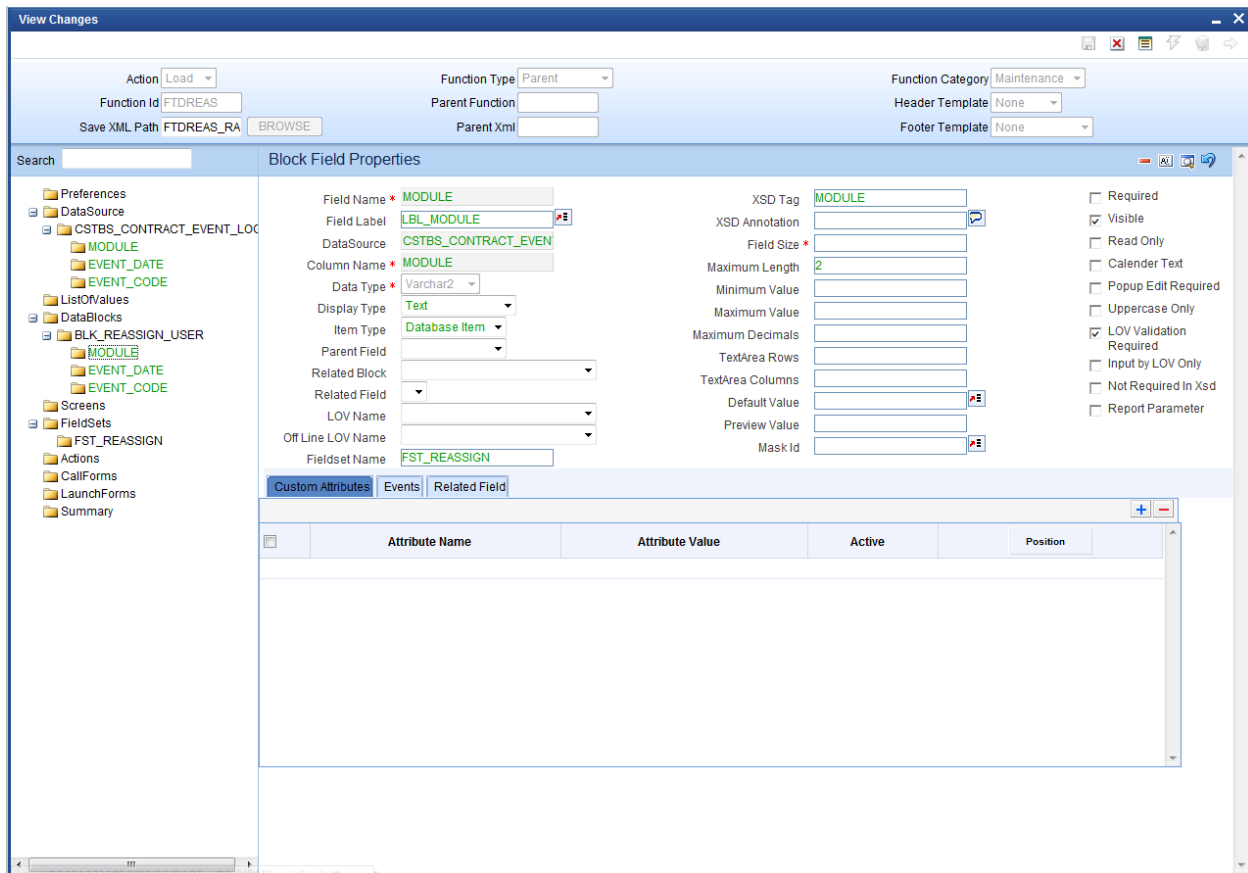 View Changes
Action Load Function Type Parent Function Category Maintenance
Function Id FTDREAS Parent Function Header Template None
Save XML Path FTDREAS_RA BROWSE Parent Xml Footer Template None
Search
Preferences
DataSource
CSTBS_CONTRACT_EVENT_LOG
MODULE
EVENT_DATE
EVENT_CODE
ListOfValues
DataBlocks
BLK_REASSIGN_USER
MODULE
EVENT_DATE
EVENT_CODE
Screens
FieldSets
FST_REASSIGN
Actions
CallForms
LaunchForms
Summary
Block Field Properties
Field Name * MODULE
Field Label LBL_MODULE
DataSource CSTBS_CONTRACT_EVEN
Column Name * MODULE
Data Type * Varchar2
Display Type Text
Item Type Database Item
Parent Field
Related Block
Related Field
LOV Name
Off Line LOV Name
Fieldset Name FST_REASSIGN
XSD Tag MODULE
XSD Annotation
Field Size *
Maximum Length 2
Minimum Value
Maximum Value
Maximum Decimals
TextArea Rows
TextArea Columns
Default Value
Preview Value
Mask Id
Required
Visible
Read Only
Calender Text
Popup Edit Required
Uppercase Only
LOV Validation
Required
Input by LOV Only
Not Required In Xsd
Report Parameter
Custom Attributes Events Related Field
Attribute Name Attribute Value Active Position